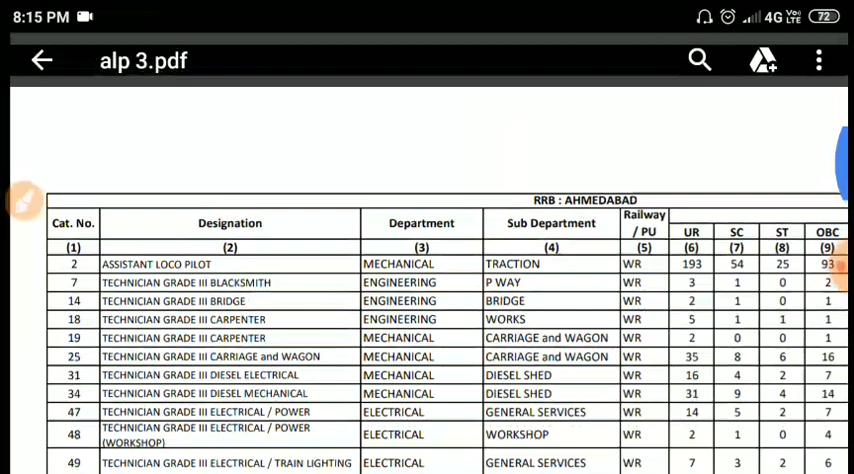 8:15 PM 4G Vo) LTE 72
alp 3.pdf
RRB : AHMEDABAD
Cat. No. Designation Department Sub Department Railway / PU UR SC ST OBC
(1) (2) (3) (4) (5) (6) (7) (8) (9)
2 ASSISTANT LOCO PILOT MECHANICAL TRACTION WR 193 54 25 93
7 TECHNICIAN GRADE III BLACKSMITH ENGINEERING P WAY WR 3 1 0 2
14 TECHNICIAN GRADE III BRIDGE ENGINEERING BRIDGE WR 2 1 0 1
18 TECHNICIAN GRADE III CARPENTER ENGINEERING WORKS WR 5 1 1 1
19 TECHNICIAN GRADE III CARPENTER MECHANICAL CARRIAGE and WAGON WR 2 0 0 1
25 TECHNICIAN GRADE III CARRIAGE and WAGON MECHANICAL CARRIAGE and WAGON WR 35 8 6 16
31 TECHNICIAN GRADE III DIESEL ELECTRICAL MECHANICAL DIESEL SHED WR 16 4 2 7
34 TECHNICIAN GRADE III DIESEL MECHANICAL MECHANICAL DIESEL SHED WR 31 9 4 14
47 TECHNICIAN GRADE III ELECTRICAL / POWER ELECTRICAL GENERAL SERVICES WR 14 5 2 7
48 TECHNICIAN GRADE III ELECTRICAL / POWER (WORKSHOP) ELECTRICAL WORKSHOP WR 2 1 0 4
49 TECHNICIAN GRADE III ELECTRICAL / TRAIN LIGHTING ELECTRICAL GENERAL SERVICES WR 7 3 2 6